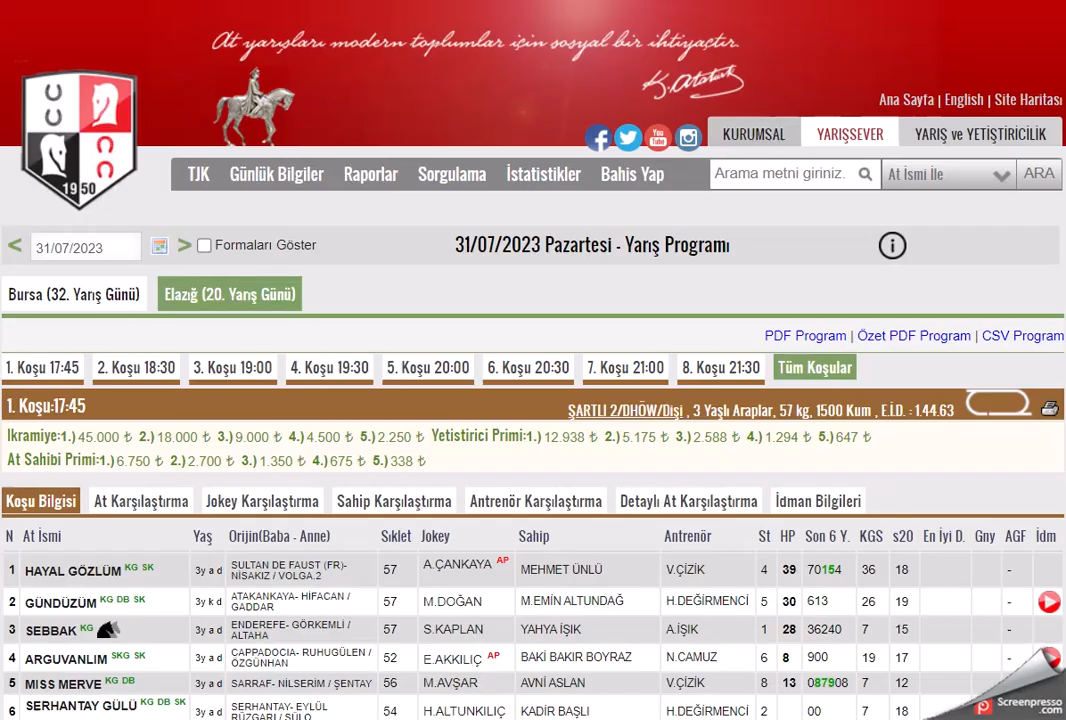 At yarışları modern toplumlar için sosyal bir ihtiyaçtır.
K. Atatürk
Ana Sayfa | English | Site Haritası
KURUMSAL YARIŞSEVER YARIŞ ve YETİŞTİRİCİLİK
1950
TJK Günlük Bilgiler Raporlar Sorgulama İstatistikler Bahis Yap Arama metni giriniz. At İsmi İle ARA
< 31/07/2023 > Formaları Göster 31/07/2023 Pazartesi - Yarış Programı
Bursa (32. Yarış Günü) Elazığ (20. Yarış Günü)
PDF Program | Özet PDF Program | CSV Program
1. Koşu 17:45 2. Koşu 18:30 3. Koşu 19:00 4. Koşu 19:30 5. Koşu 20:00 6. Koşu 20:30 7. Koşu 21:00 8. Koşu 21:30 Tüm Koşular
1. Koşu:17:45 ŞARTLI 2/DHÖW/Dişi , 3 Yaşlı Araplar, 57 kg, 1500 Kum , E.İ.D. : 1.44.63
Ikramiye:1.) 45.000 ₺ 2.) 18.000 ₺ 3.) 9.000 ₺ 4.) 4.500 ₺ 5.) 2.250 ₺ Yetistirici Primi:1.) 12.938 ₺ 2.) 5.175 ₺ 3.) 2.588 ₺ 4.) 1.294 ₺ 5.) 647 ₺
At Sahibi Primi:1.) 6.750 ₺ 2.) 2.700 ₺ 3.) 1.350 ₺ 4.) 675 ₺ 5.) 338 ₺
Koşu Bilgisi At Karşılaştırma Jokey Karşılaştırma Sahip Karşılaştırma Antrenör Karşılaştırma Detaylı At Karşılaştırma İdman Bilgileri
N At İsmi Yaş Orijin(Baba - Anne) Sıklet Jokey Sahip Antrenör St HP Son 6 Y. KGS s20 En İyi D. Gny AGF İdm
1 HAYAL GÖZLÜM KG SK 3y a d SULTAN DE FAUST (FR)- NİSAKIZ / VOLGA.2 57 A.ÇANKAYA AP MEHMET ÜNLÜ V.ÇİZİK 4 39 70154 36 18 -
2 GÜNDÜZÜM KG DB SK 3y k d ATAKANKAYA- HİFACAN / GADDAR 57 M.DOĞAN M.EMİN ALTUNDAĞ H.DEĞİRMENCİ 5 30 613 26 19 -
3 SEBBAK KG 3y a d ENDEREFE- GÖRKEMLİ / ALTAHA 57 S.KAPLAN YAHYA IŞIK A.IŞIK 1 28 36240 7 15 -
4 ARGUVANLIM SKG SK 3y a d CAPPADOCIA- RUHUGÜLEN / ÖZGÜNHAN 52 E.AKKILIÇ AP BAKİ BAKIR BOYRAZ N.CAMUZ 6 8 900 19 17 -
5 MISS MERVE KG DB 3y a d SARRAF- NİLSERİM / ŞENTAY 56 M.AVŞAR AVNİ ASLAN V.ÇİZİK 8 13 087908 7 12
6 SERHANTAY GÜLÜ KG DB SK 3y a d SERHANTAY- EYLÜL RÜZGARI / SÜLO 54 H.ALTUNKILIÇ KADİR BAŞLI H.DEĞİRMENCİ 2 00 7 18
Screenpresso
.com